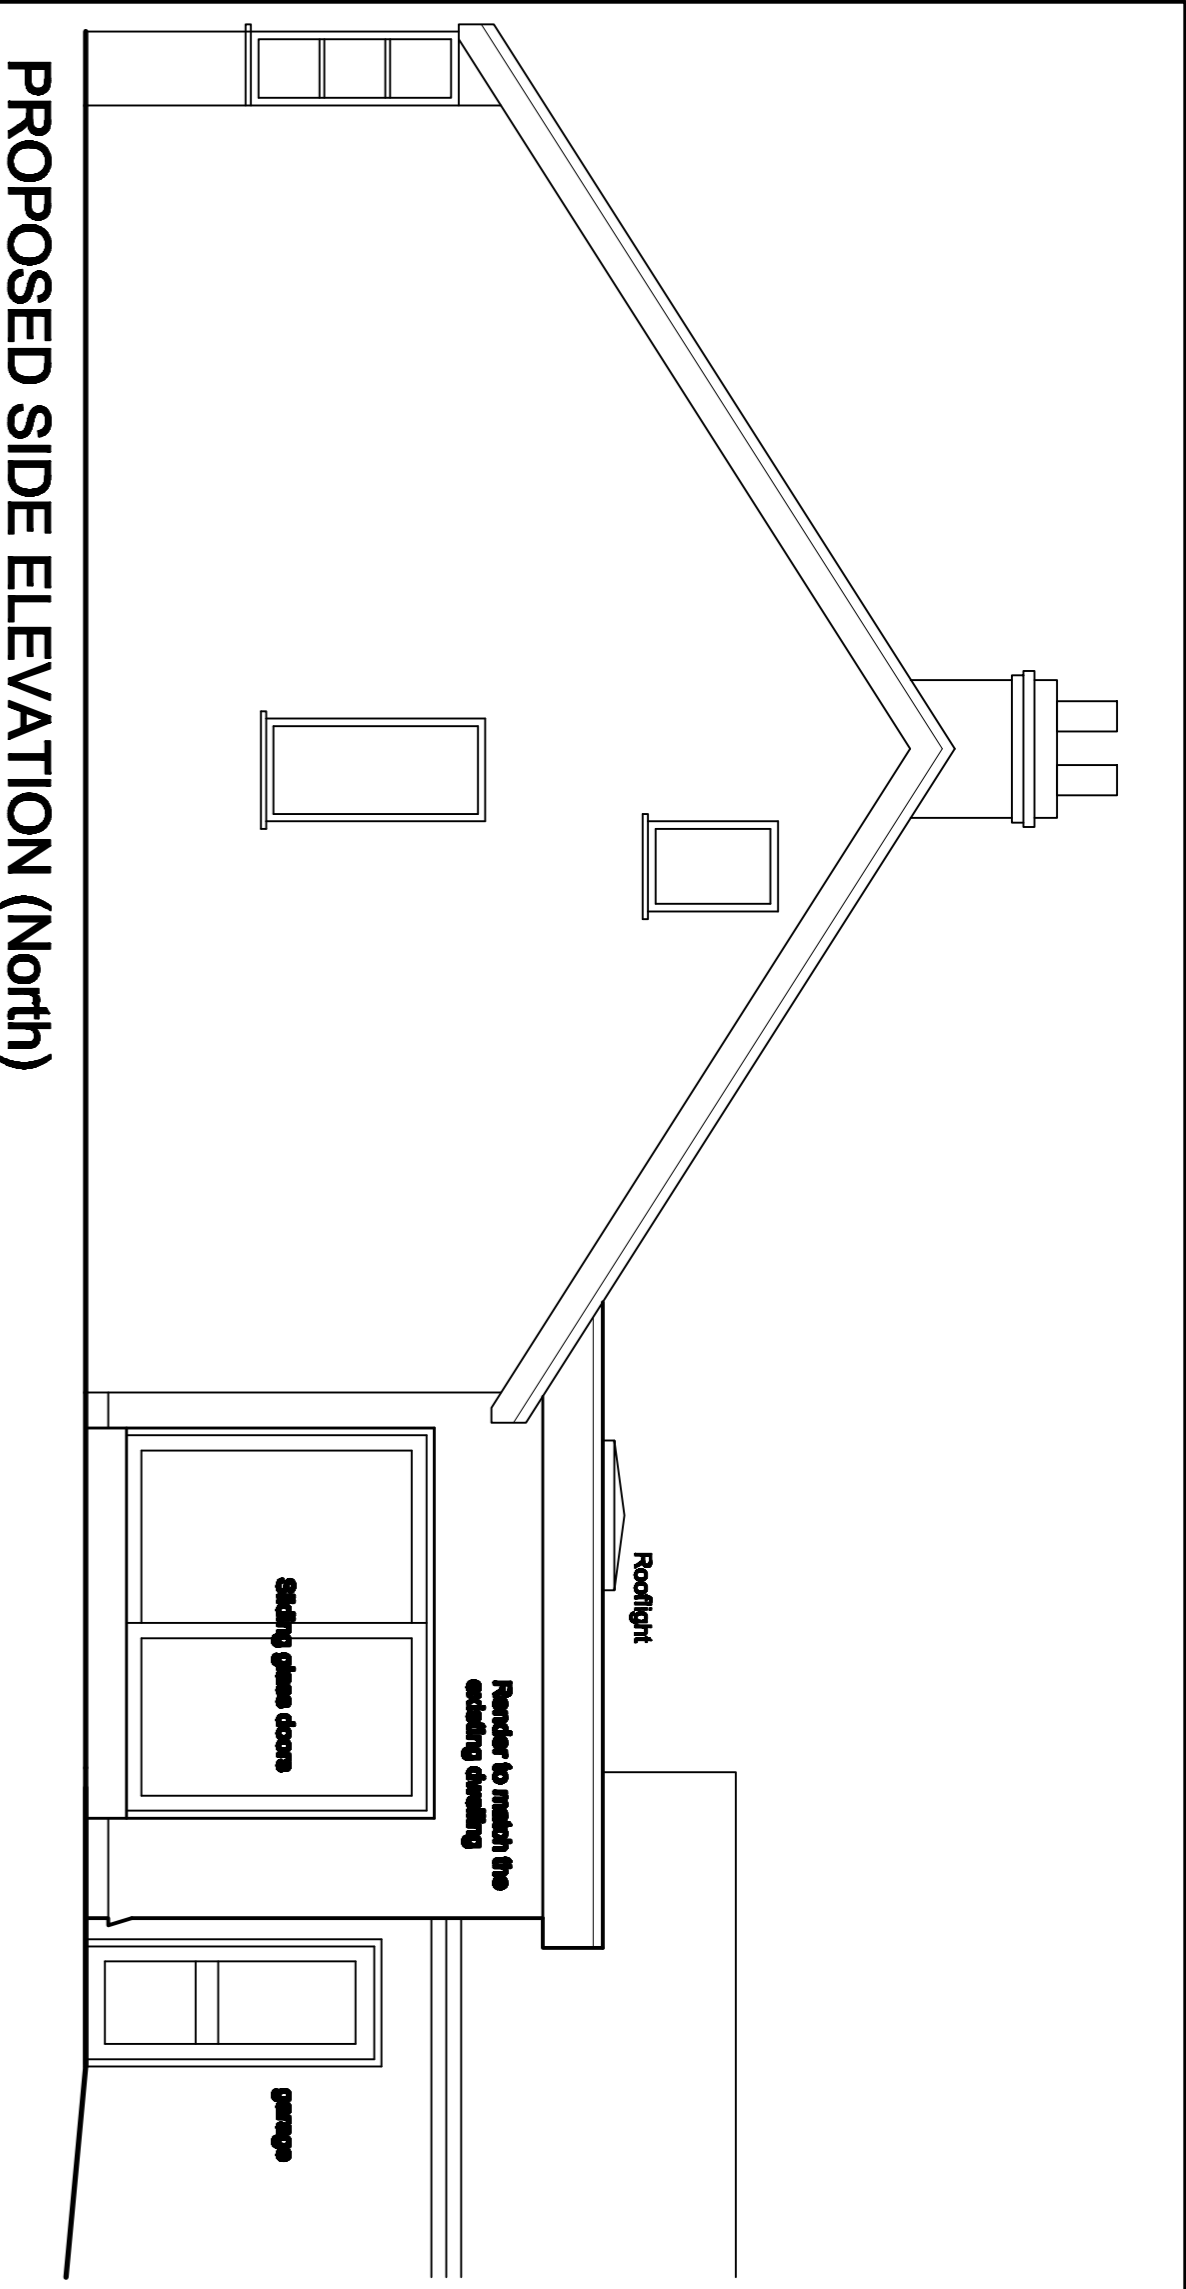 Rooflight
Render to match the
existing dwelling
Sliding glass doors
garage
PROPOSED SIDE ELEVATION (North)